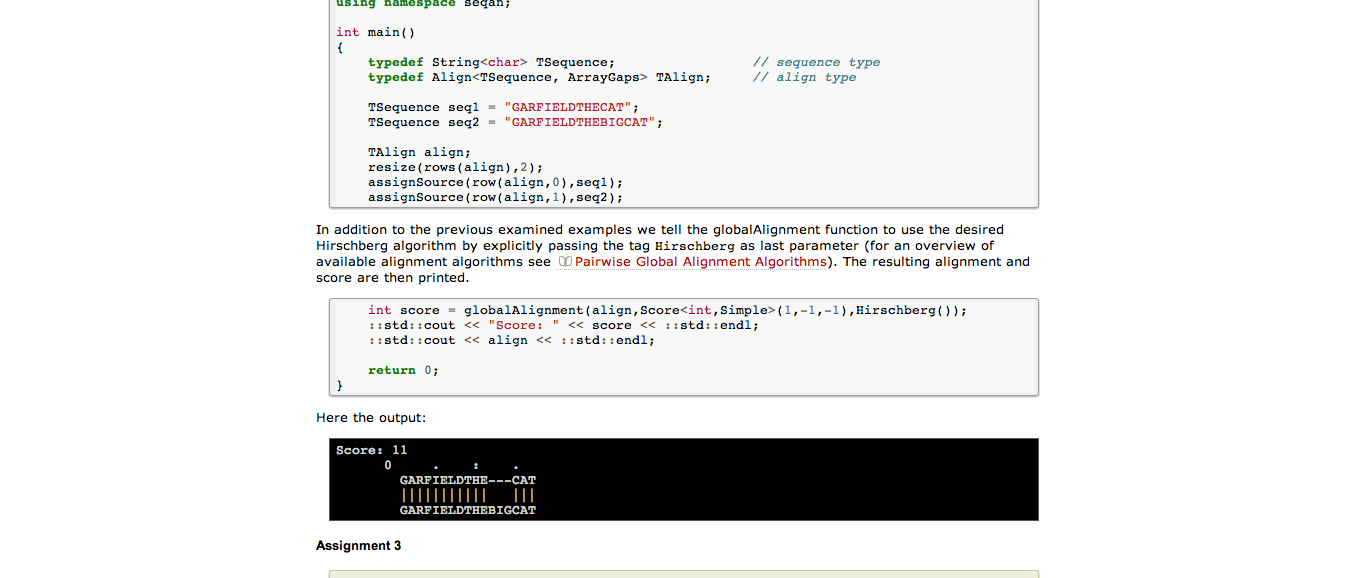 using namespace seqan;
int main()
{
    typedef String<char> TSequence;                 // sequence type
    typedef Align<TSequence, ArrayGaps> TAlign;     // align type
    TSequence seq1 = "GARFIELDTHECAT";
    TSequence seq2 = "GARFIELDTHEBIGCAT";
    TAlign align;
    resize(rows(align),2);
    assignSource(row(align,0),seq1);
    assignSource(row(align,1),seq2);
In addition to the previous examined examples we tell the globalAlignment function to use the desired
Hirschberg algorithm by explicitly passing the tag Hirschberg as last parameter (for an overview of
available alignment algorithms see Pairwise Global Alignment Algorithms). The resulting alignment and
score are then printed.
    int score = globalAlignment(align,Score<int,Simple>(1,-1,-1),Hirschberg());
    ::std::cout << "Score: " << score << ::std::endl;
    ::std::cout << align << ::std::endl;
    return 0;
}
Here the output:
Score: 11
      0     .    :    .
        GARFIELDTHE---CAT
        |||||||||||   |||
        GARFIELDTHEBIGCAT
Assignment 3